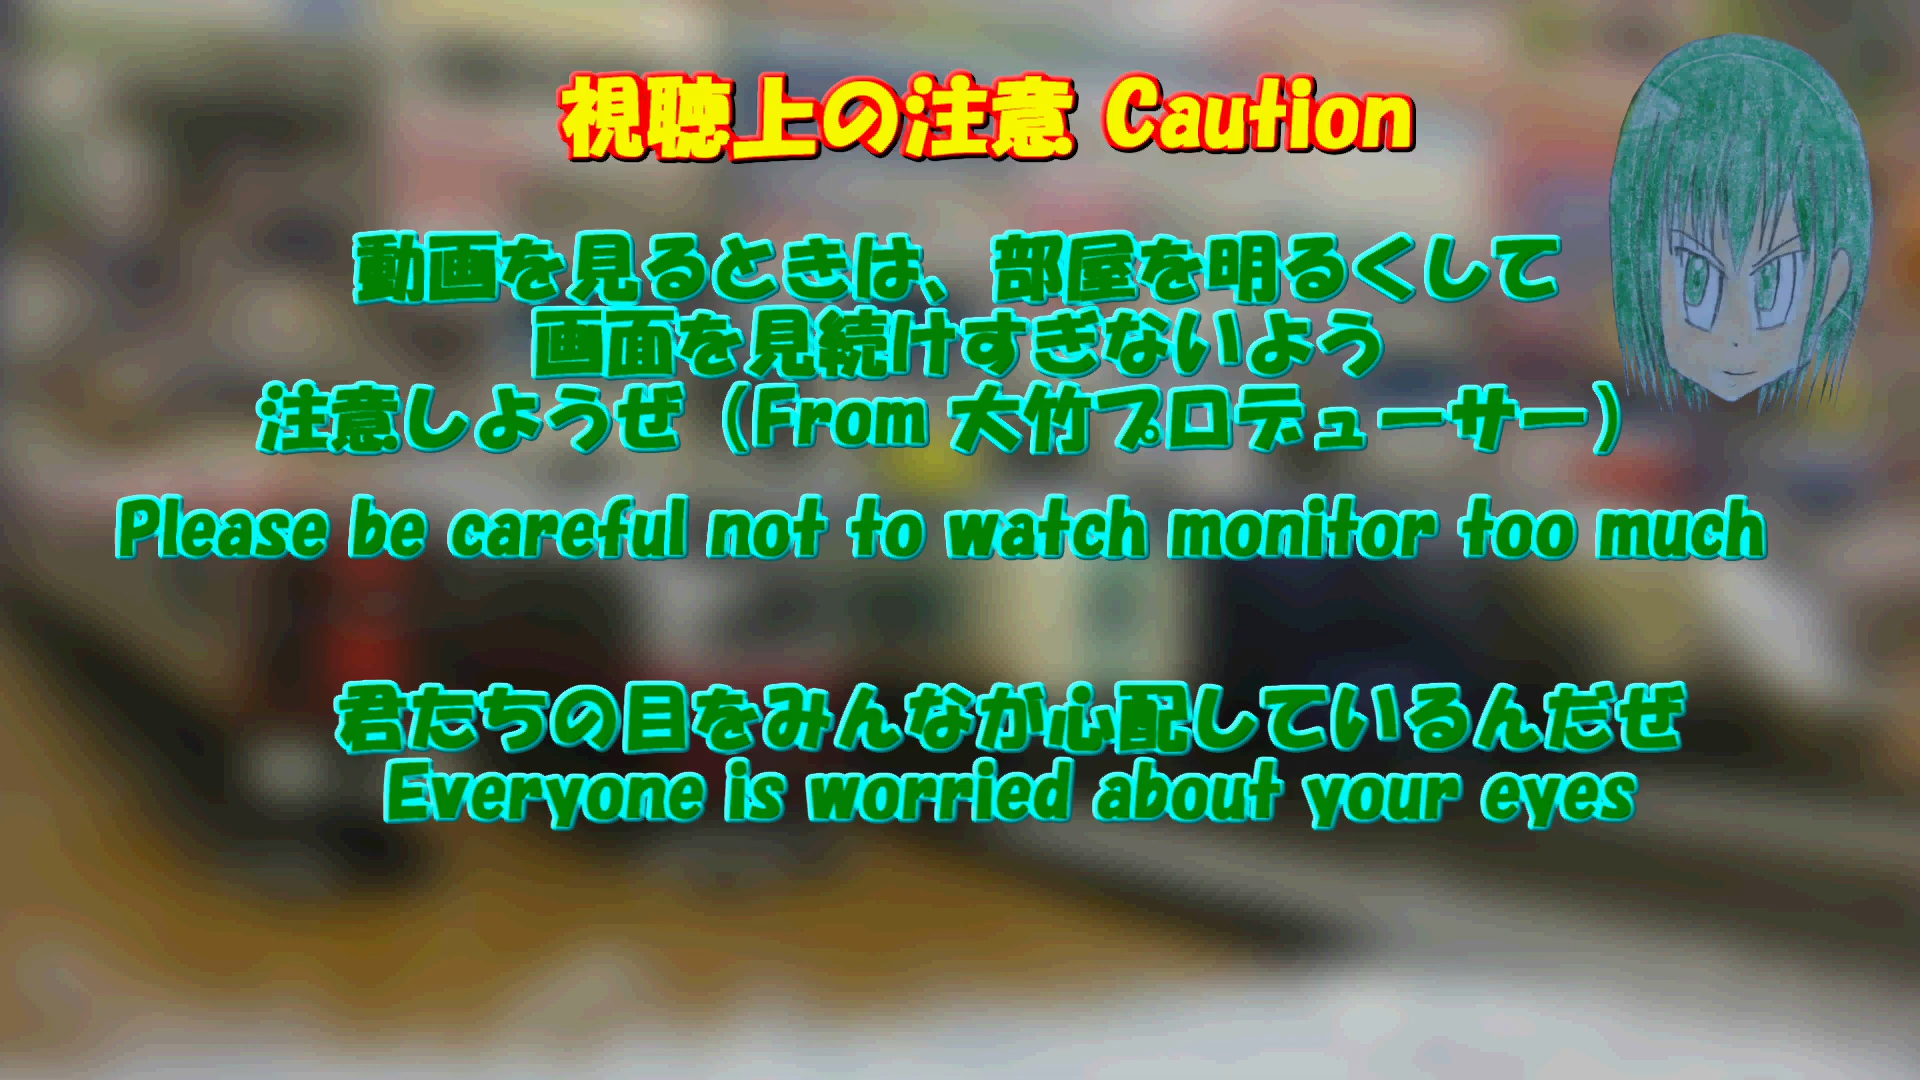 視聴上の注意 Caution
動画を見るときは、部屋を明るくして
画面を見続けすぎないよう
注意しようぜ（From 大竹プロデューサー）
Please be careful not to watch monitor too much
君たちの目をみんなが心配しているんだぜ
Everyone is worried about your eyes